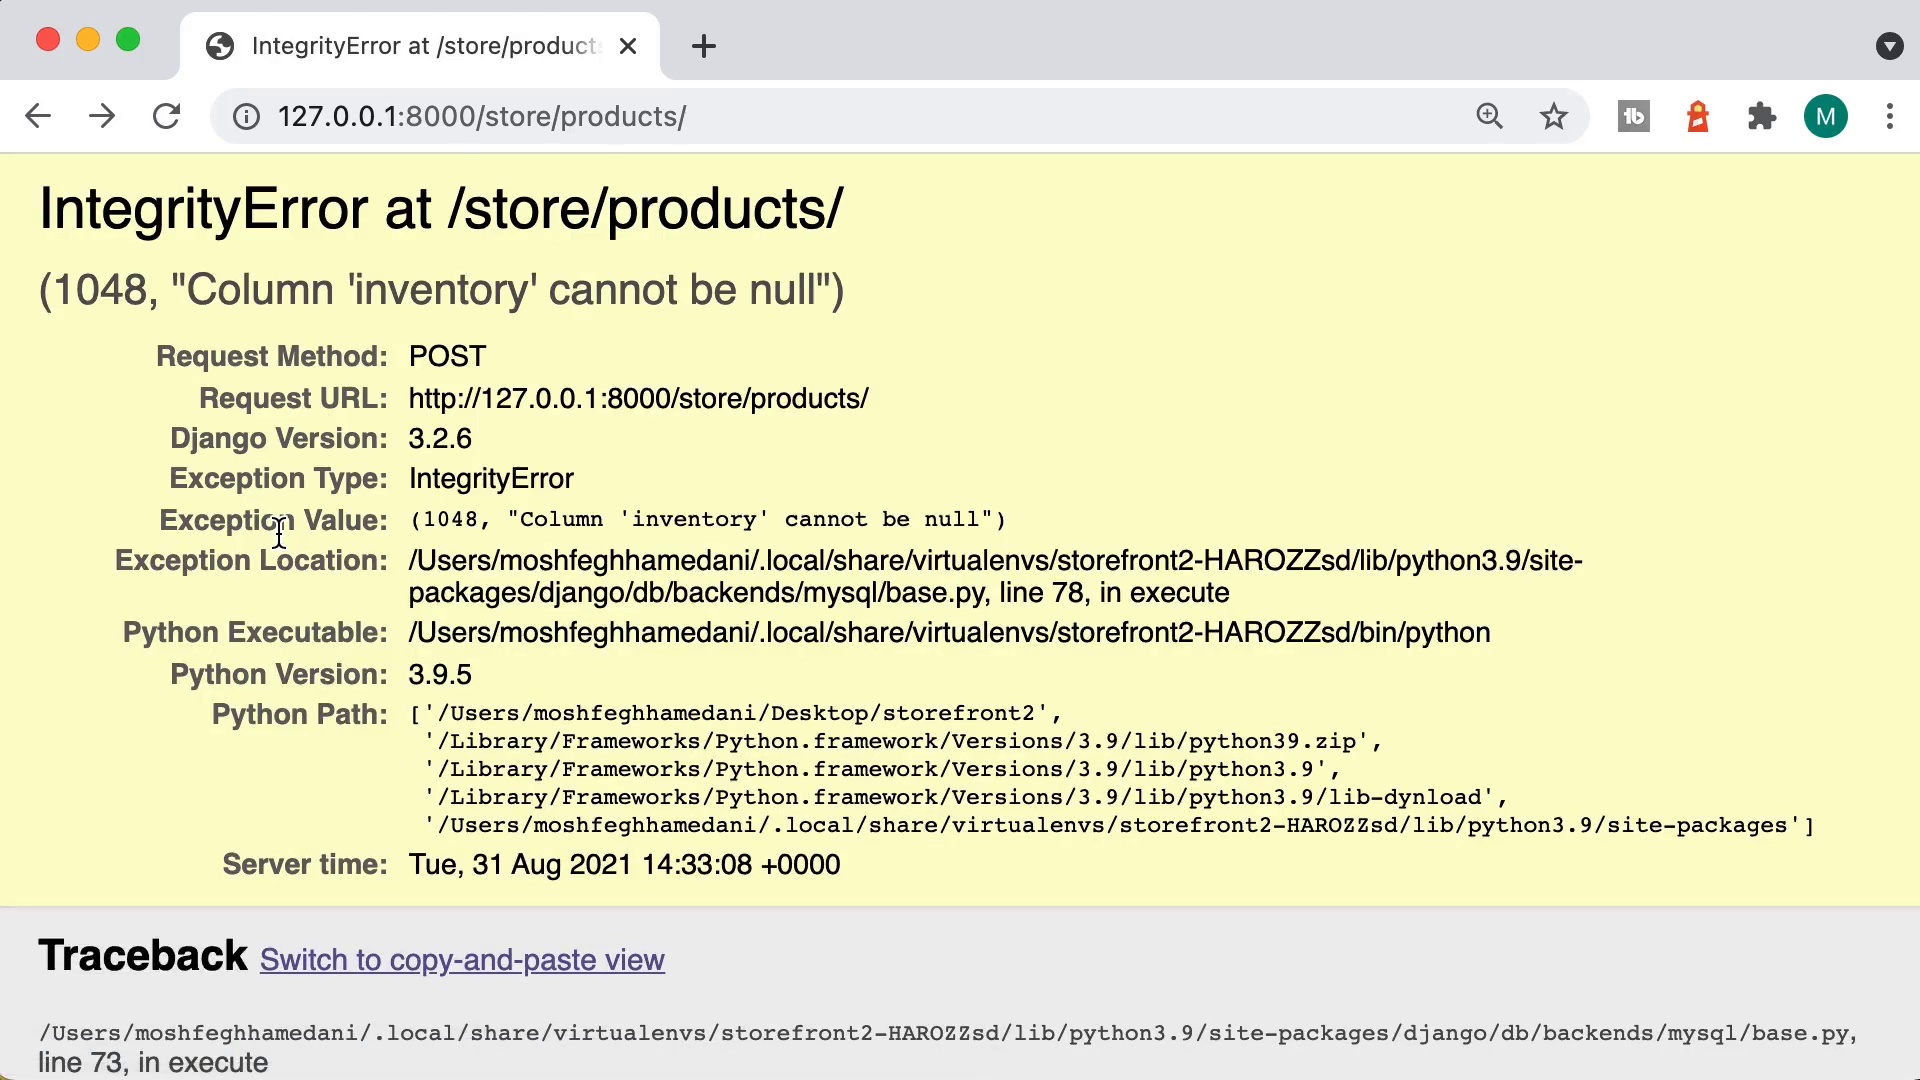 IntegrityError at /store/products
127.0.0.1:8000/store/products/
M
IntegrityError at /store/products/
(1048, "Column 'inventory' cannot be null")
Request Method: POST
Request URL: http://127.0.0.1:8000/store/products/
Django Version: 3.2.6
Exception Type: IntegrityError
Exception Value: (1048, "Column 'inventory' cannot be null")
Exception Location: /Users/moshfeghhamedani/.local/share/virtualenvs/storefront2-HAROZZsd/lib/python3.9/site-
packages/django/db/backends/mysql/base.py, line 78, in execute
Python Executable: /Users/moshfeghhamedani/.local/share/virtualenvs/storefront2-HAROZZsd/bin/python
Python Version: 3.9.5
Python Path: ['/Users/moshfeghhamedani/Desktop/storefront2',
'/Library/Frameworks/Python.framework/Versions/3.9/lib/python39.zip',
'/Library/Frameworks/Python.framework/Versions/3.9/lib/python3.9',
'/Library/Frameworks/Python.framework/Versions/3.9/lib/python3.9/lib-dynload',
'/Users/moshfeghhamedani/.local/share/virtualenvs/storefront2-HAROZZsd/lib/python3.9/site-packages']
Server time: Tue, 31 Aug 2021 14:33:08 +0000
Traceback Switch to copy-and-paste view
/Users/moshfeghhamedani/.local/share/virtualenvs/storefront2-HAROZZsd/lib/python3.9/site-packages/django/db/backends/mysql/base.py,
line 73, in execute